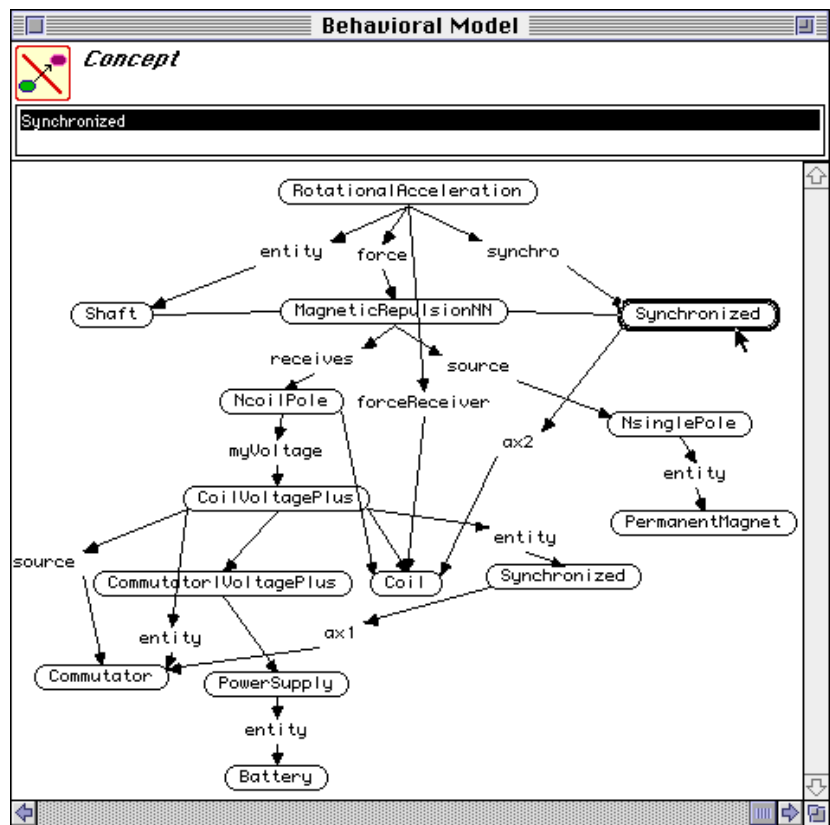 Behavioral Model
Concept
Synchronized
RotationalAcceleration
entity
force
synchro
Shaft
MagneticRepulsionNN
Synchronized
receives
source
NcoilPole
forceReceiver
NsinglePole
myVoltage
ax2
entity
CoilVoltagePlus
PermanentMagnet
entity
source
CommutatorlVoltagePlus
Coil
Synchronized
entity
ax1
Commutator
PowerSupply
entity
Battery